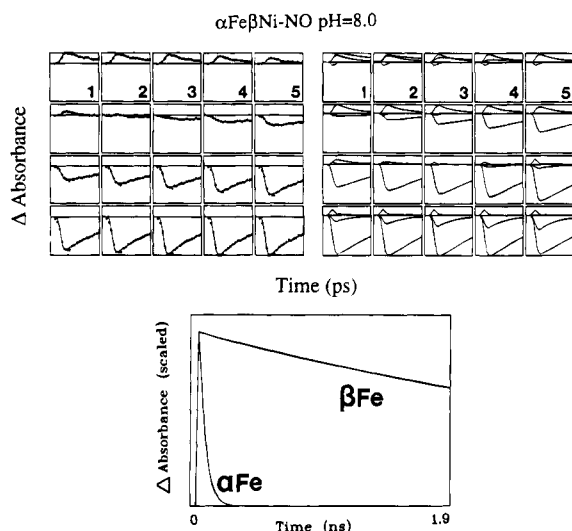 αFeβNi-NO pH=8.0
1 2 3 4 5
1 2 3 4 5
Δ Absorbance
Time (ps)
Δ Absorbance (scaled)
βFe
αFe
0 1.9
Time (ns)